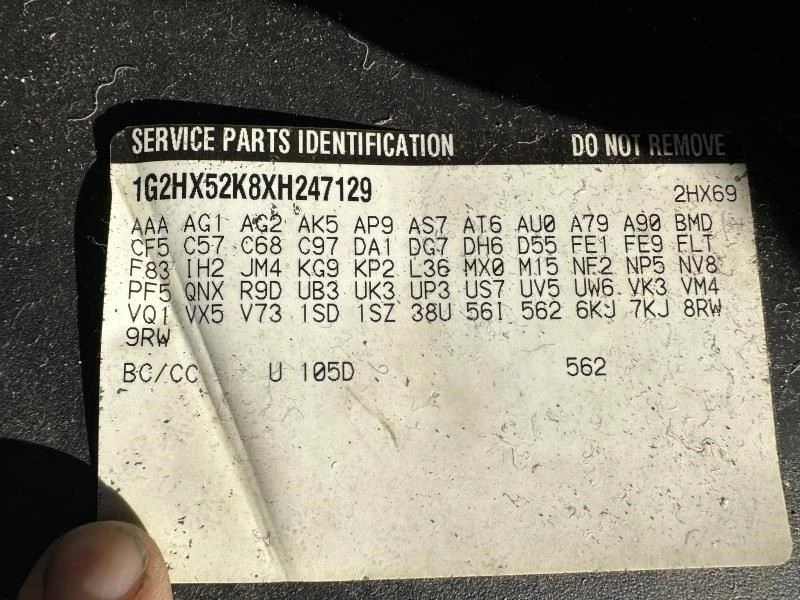 SERVICE PARTS IDENTIFICATION DO NOT REMOVE
1G2HX52K8XH247129 2HX69
AAA AG1 AG2 AK5 AP9 AS7 AT6 AU0 A79 A90 BMD
CF5 C57 C68 C97 DA1 DG7 DH6 D55 FE1 FE9 FLT
F83 IH2 JM4 KG9 KP2 L36 MX0 M15 NF2 NP5 NV8
PF5 QNX R9D UB3 UK3 UP3 US7 UV5 UW6 VK3 VM4
VQ1 VX5 V73 1SD 1SZ 38U 56I 562 6KJ 7KJ 8RW
9RW
BC/CC U 105D 562